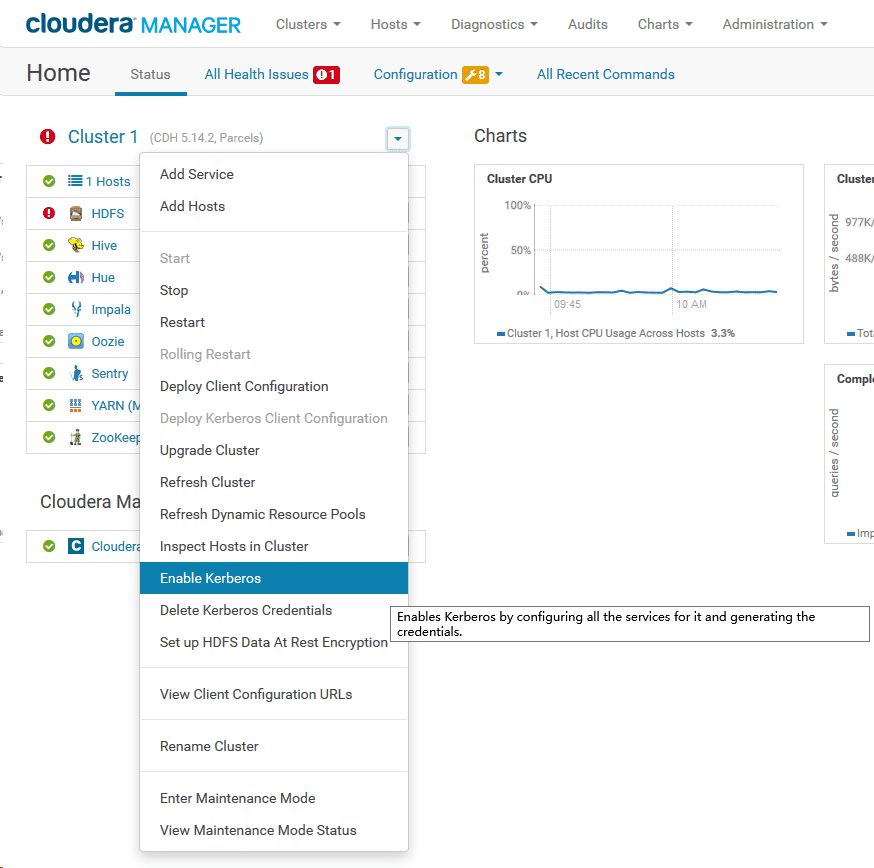 cloudera MANAGER
Clusters
Hosts
Diagnostics
Audits
Charts
Administration
Home
Status
All Health Issues
1
Configuration
8
All Recent Commands
Cluster 1
(CDH 5.14.2, Parcels)
1 Hosts
HDFS
Hive
Hue
Impala
Oozie
Sentry
YARN (M
ZooKeep
Cloudera Ma
C
Cloudera
Add Service
Add Hosts
Start
Stop
Restart
Rolling Restart
Deploy Client Configuration
Deploy Kerberos Client Configuration
Upgrade Cluster
Refresh Cluster
Refresh Dynamic Resource Pools
Inspect Hosts in Cluster
Enable Kerberos
Delete Kerberos Credentials
Set up HDFS Data At Rest Encryption
View Client Configuration URLs
Rename Cluster
Enter Maintenance Mode
View Maintenance Mode Status
Enables Kerberos by configuring all the services for it and generating the
credentials.
Charts
Cluster CPU
percent
100%
50%
0%
09:45
10 AM
Cluster 1, Host CPU Usage Across Hosts 3.3%
Cluster
bytes / second
977K/
488K/
Tota
Comple
queries / second
Imp